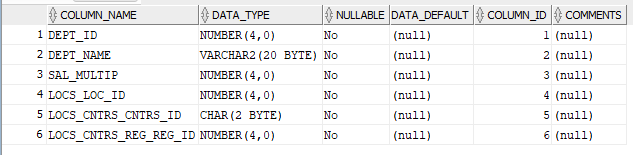 COLUMN_NAME DATA_TYPE NULLABLE DATA_DEFAULT COLUMN_ID COMMENTS
1 DEPT_ID NUMBER(4,0) No (null) 1 (null)
2 DEPT_NAME VARCHAR2(20 BYTE) No (null) 2 (null)
3 SAL_MULTIP NUMBER(4,0) No (null) 3 (null)
4 LOCS_LOC_ID NUMBER(4,0) No (null) 4 (null)
5 LOCS_CNTRS_CNTRS_ID CHAR(2 BYTE) No (null) 5 (null)
6 LOCS_CNTRS_REG_REG_ID NUMBER(4,0) No (null) 6 (null)